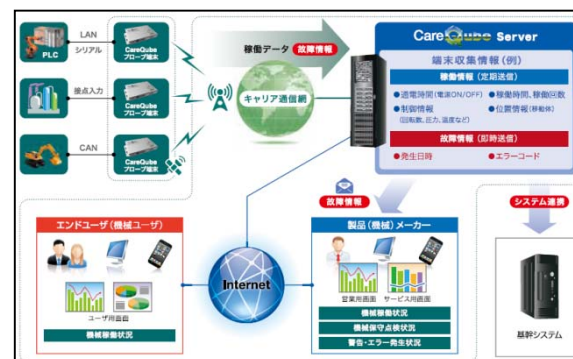 PLC
LAN
シリアル
CareQube
プローブ端末
接点入力
CareQube
プローブ端末
CAN
CareQube
プローブ端末
稼働データ 故障情報
キャリア通信網
CareQube Server
端末収集情報(例)
稼働情報(定期送信)
●通電時間(電源ON/OFF) ●稼働時間、稼働回数
●制御情報 ●位置情報(移動体)
(回転数、圧力、温度など)
故障情報(即時送信)
●発生日時 ●エラーコード
故障情報
システム連携
エンドユーザ(機械ユーザ)
ユーザ用画面
機械稼働状況
Internet
製品(機械)メーカー
営業用画面 サービス用画面
機械稼働状況
機械保守点検状況
警告・エラー発生状況
基幹システム